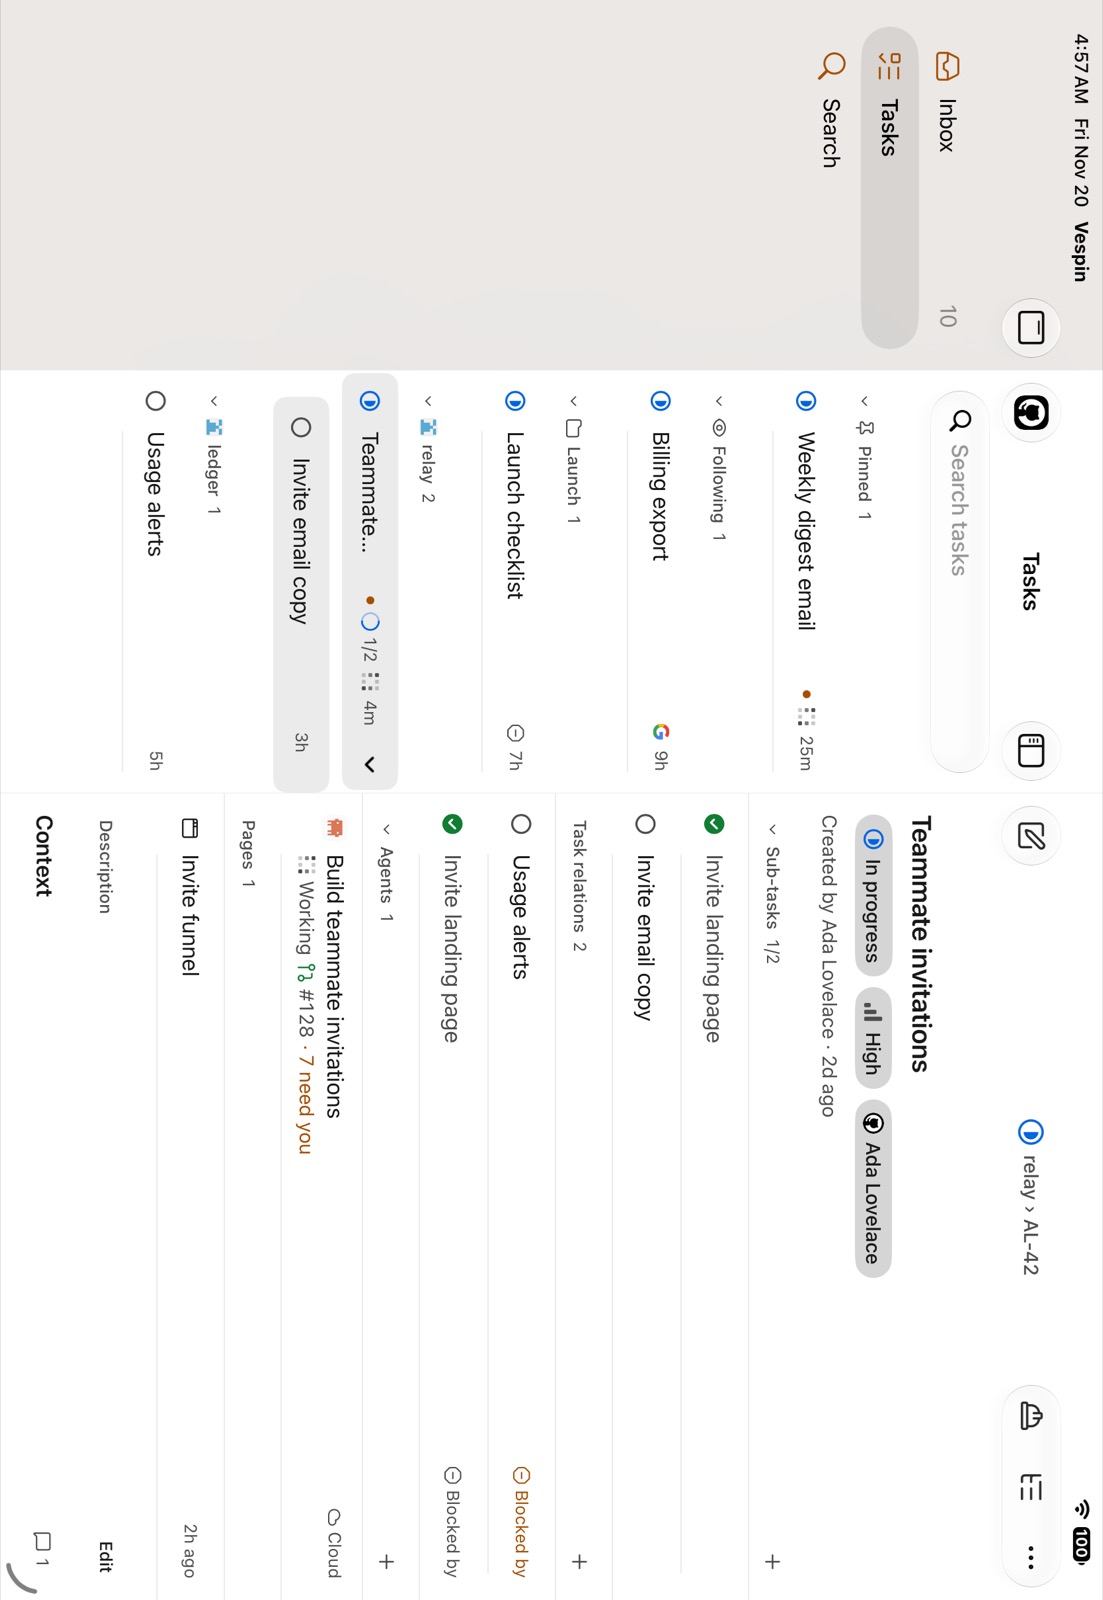 4:57 AM Fri Nov 20 Vespin
100
Inbox 10
Tasks
Search
Tasks
Search tasks
Pinned 1
Weekly digest email 25m
Following 1
Billing export 9h
Launch 1
Launch checklist 7h
relay 2
Teammate... 1/2 4m
Invite email copy 3h
ledger 1
Usage alerts 5h
relay › AL-42
Teammate invitations
In progress High Ada Lovelace
Created by Ada Lovelace · 2d ago
Sub-tasks 1/2
Invite landing page
Invite email copy
Task relations 2
Usage alerts Blocked by
Invite landing page Blocked by
Agents 1
Build teammate invitations Cloud
Working #128 · 7 need you
Pages 1
Invite funnel 2h ago
Description Edit
Context 1